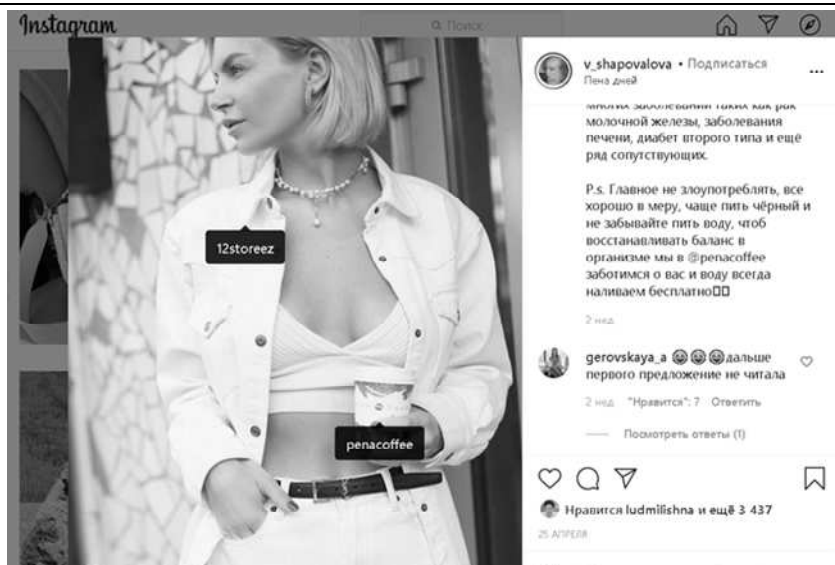 Instagram
Поиск
v_shapovalova • Подписаться
Пена дней
многих заболеваний таких как рак
молочной железы, заболевания
печени, диабет второго типа и ещё
ряд сопутствующих.
P.s. Главное не злоупотреблять, все
хорошо в меру, чаще пить чёрный и
не забывайте пить воду, чтоб
восстанавливать баланс в
организме мы в @penacoffee
заботимся о вас и воду всегда
наливаем бесплатно
2 нед.
12storeez
penacoffee
gerovskaya_a дальше
первого предложение не читала
2 нед. "Нравится": 7 Ответить
Посмотреть ответы (1)
Нравится ludmilishna и ещё 3 437
25 АПРЕЛЯ